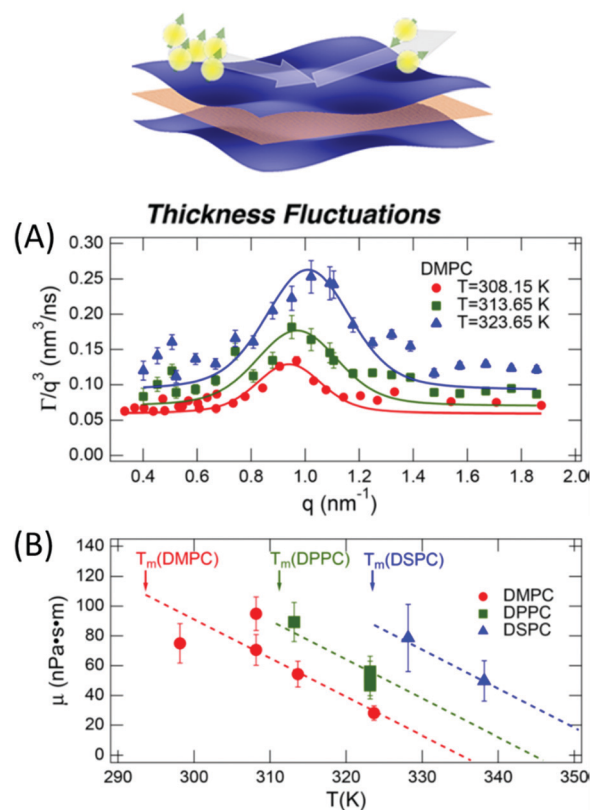 Thickness Fluctuations
(A)
0.30
0.25
0.20
0.15
0.10
0.05
0.00
Γ/q³ (nm³/ns)
DMPC
T=308.15 K
T=313.65 K
T=323.65 K
0.4 0.6 0.8 1.0 1.2 1.4 1.6 1.8 2.0
q (nm⁻¹)
(B)
140
120
100
80
60
40
20
0
μ (nPa•s•m)
Tₘ(DMPC) Tₘ(DPPC) Tₘ(DSPC)
DMPC
DPPC
DSPC
290 300 310 320 330 340 350
T(K)